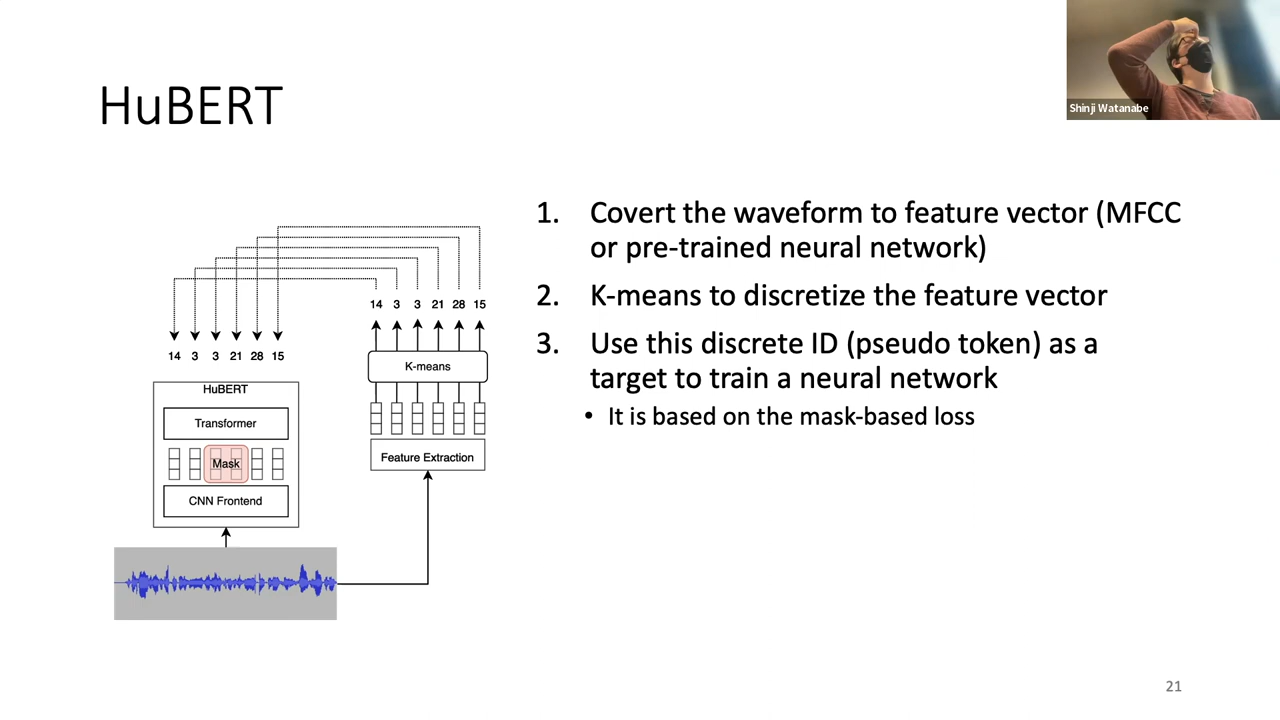 Shinji Watanabe
HuBERT
1. Covert the waveform to feature vector (MFCC
or pre-trained neural network)
2. K-means to discretize the feature vector
3. Use this discrete ID (pseudo token) as a
target to train a neural network
• It is based on the mask-based loss
14 3 3 21 28 15
14 3 3 21 28 15
K-means
HuBERT
Transformer
Mask
Feature Extraction
CNN Frontend
21